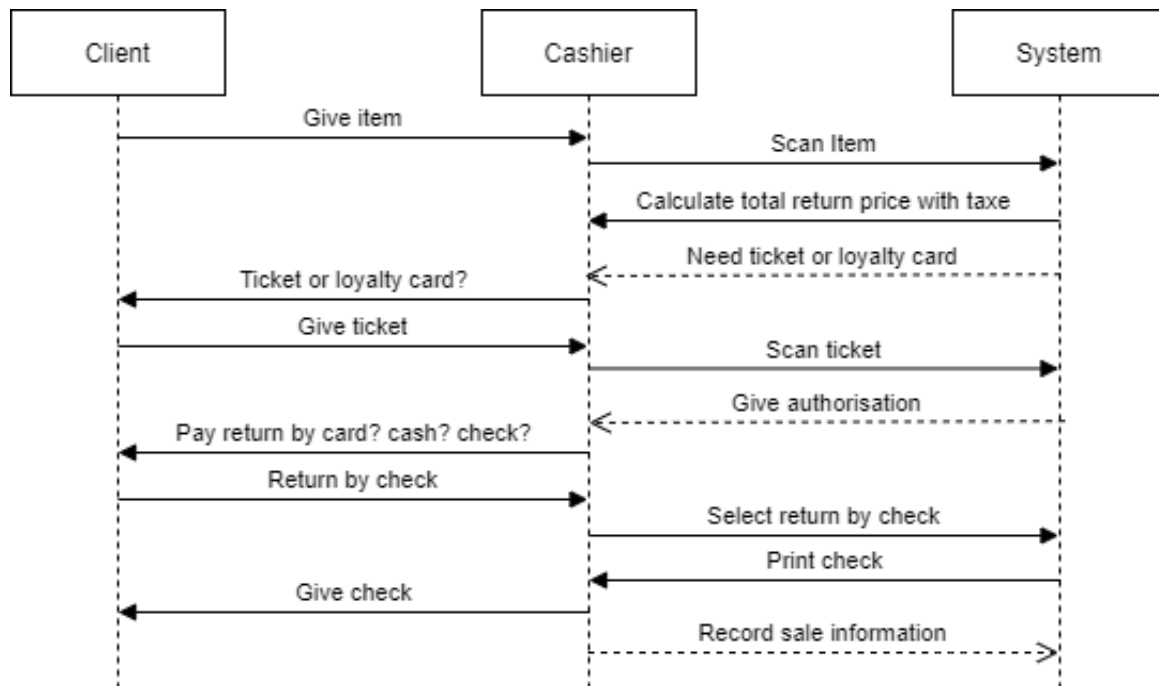 Client
Cashier
System
Give item
Scan Item
Calculate total return price with taxe
Need ticket or loyalty card
Ticket or loyalty card?
Give ticket
Scan ticket
Give authorisation
Pay return by card? cash? check?
Return by check
Select return by check
Print check
Give check
Record sale information